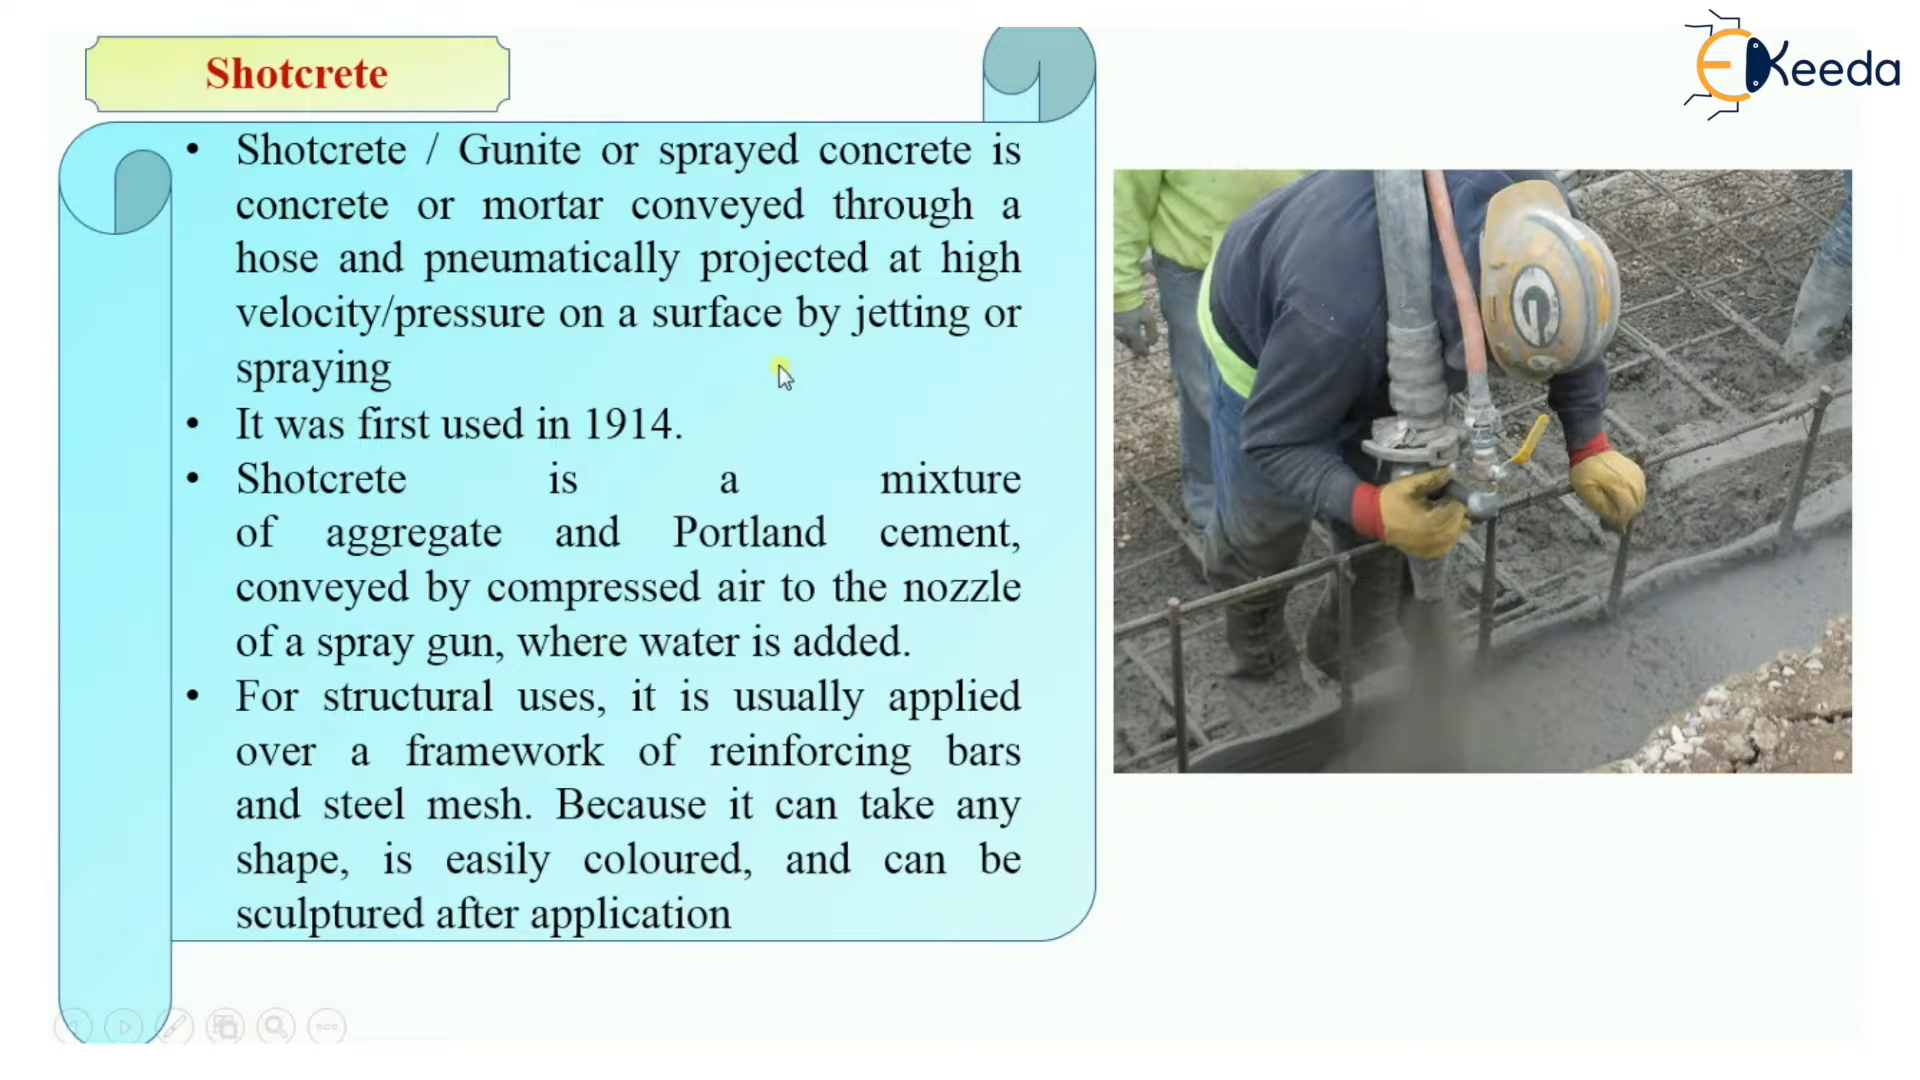 Shotcrete
EKeeda
• Shotcrete / Gunite or sprayed concrete is
concrete or mortar conveyed through a
hose and pneumatically projected at high
velocity/pressure on a surface by jetting or
spraying
• It was first used in 1914.
• Shotcrete is a mixture
of aggregate and Portland cement,
conveyed by compressed air to the nozzle
of a spray gun, where water is added.
• For structural uses, it is usually applied
over a framework of reinforcing bars
and steel mesh. Because it can take any
shape, is easily coloured, and can be
sculptured after application
G